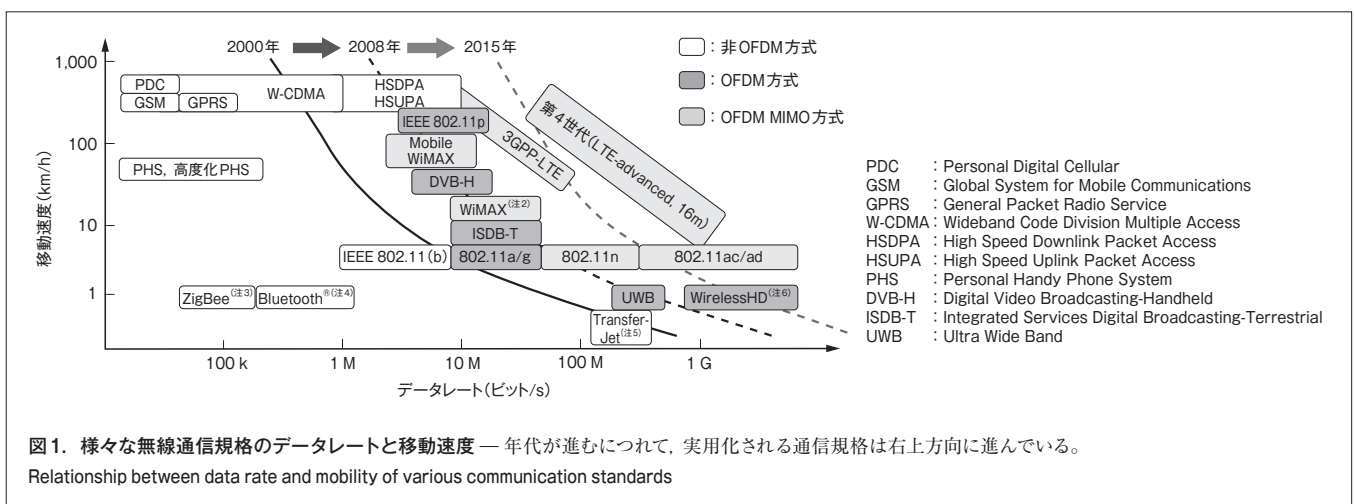 2000年 2008年 2015年
□：非OFDM方式
：OFDM方式
：OFDM MIMO方式
移動速度(km/h)
1,000
100
10
1
PDC
GSM GPRS
W-CDMA
HSDPA
HSUPA
IEEE 802.11p
3GPP-LTE
第4世代(LTE-advanced, 16m)
Mobile
WiMAX
PHS, 高度化PHS
DVB-H
WiMAX(注2)
ISDB-T
IEEE 802.11(b) 802.11a/g 802.11n 802.11ac/ad
ZigBee(注3) Bluetooth®(注4) UWB WirelessHD(注6)
Transfer-
Jet(注5)
100 k 1 M 10 M 100 M 1 G
データレート(ビット/s)
PDC ：Personal Digital Cellular
GSM ：Global System for Mobile Communications
GPRS ：General Packet Radio Service
W-CDMA：Wideband Code Division Multiple Access
HSDPA ：High Speed Downlink Packet Access
HSUPA ：High Speed Uplink Packet Access
PHS ：Personal Handy Phone System
DVB-H ：Digital Video Broadcasting-Handheld
ISDB-T ：Integrated Services Digital Broadcasting-Terrestrial
UWB ：Ultra Wide Band
図1. 様々な無線通信規格のデータレートと移動速度 ― 年代が進むにつれて，実用化される通信規格は右上方向に進んでいる。
Relationship between data rate and mobility of various communication standards